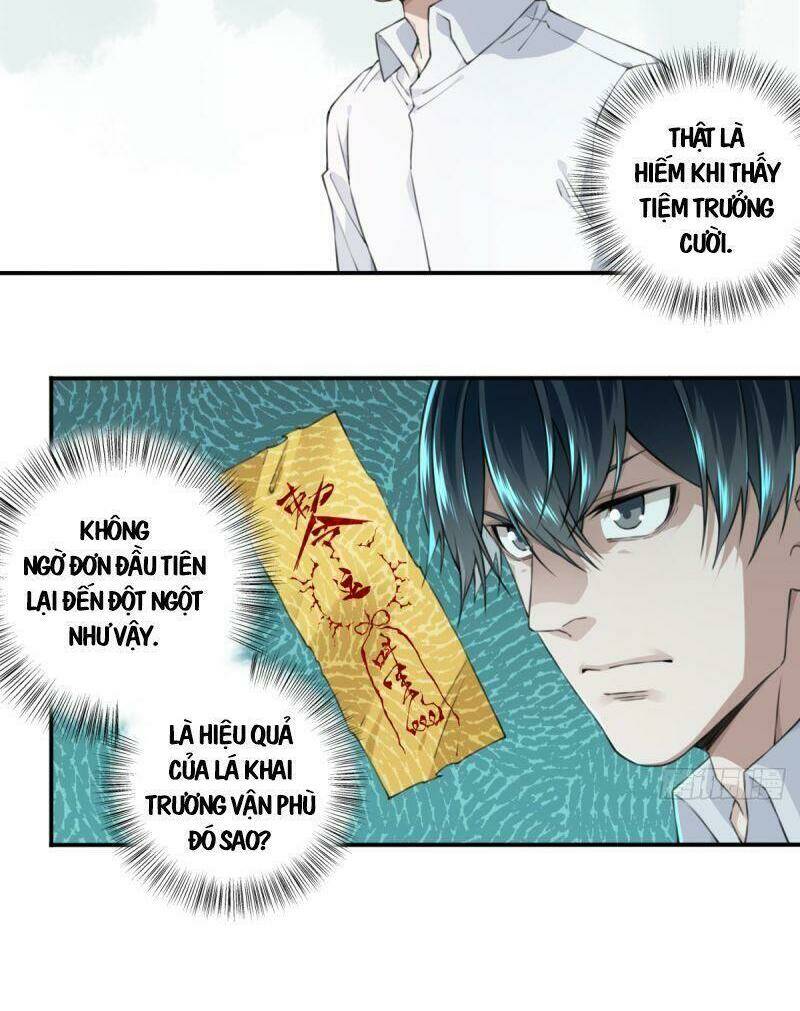 THẬT LÀ
HIẾM KHI THẤY
TIỆM TRƯỞNG
CƯỜI.
KHÔNG
NGỜ ĐƠN ĐẦU TIÊN
LẠI ĐẾN ĐỘT NGỘT
NHƯ VẬY.
LÀ HIỆU QUẢ
CỦA LÁ KHAI
TRƯƠNG VẬN PHÙ
ĐÓ SAO?